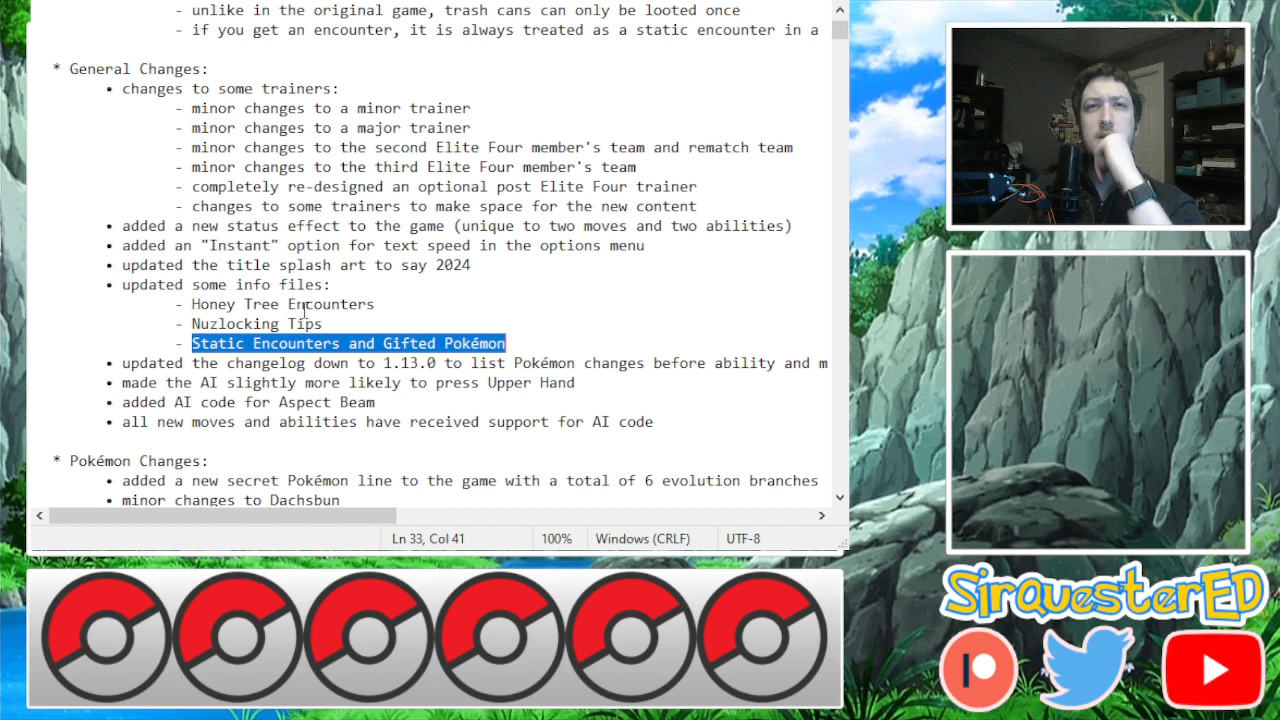 - unlike in the original game, trash cans can only be looted once
- if you get an encounter, it is always treated as a static encounter in a
* General Changes:
• changes to some trainers:
- minor changes to a minor trainer
- minor changes to a major trainer
- minor changes to the second Elite Four member's team and rematch team
- minor changes to the third Elite Four member's team
- completely re-designed an optional post Elite Four trainer
- changes to some trainers to make space for the new content
• added a new status effect to the game (unique to two moves and two abilities)
• added an "Instant" option for text speed in the options menu
• updated the title splash art to say 2024
• updated some info files:
- Honey Tree Encounters
- Nuzlocking Tips
- Static Encounters and Gifted Pokémon
• updated the changelog down to 1.13.0 to list Pokémon changes before ability and m
• made the AI slightly more likely to press Upper Hand
• added AI code for Aspect Beam
• all new moves and abilities have received support for AI code
* Pokémon Changes:
• added a new secret Pokémon line to the game with a total of 6 evolution branches
• minor changes to Dachsbun
Ln 33, Col 41
100%
Windows (CRLF)
UTF-8
SirquesterED